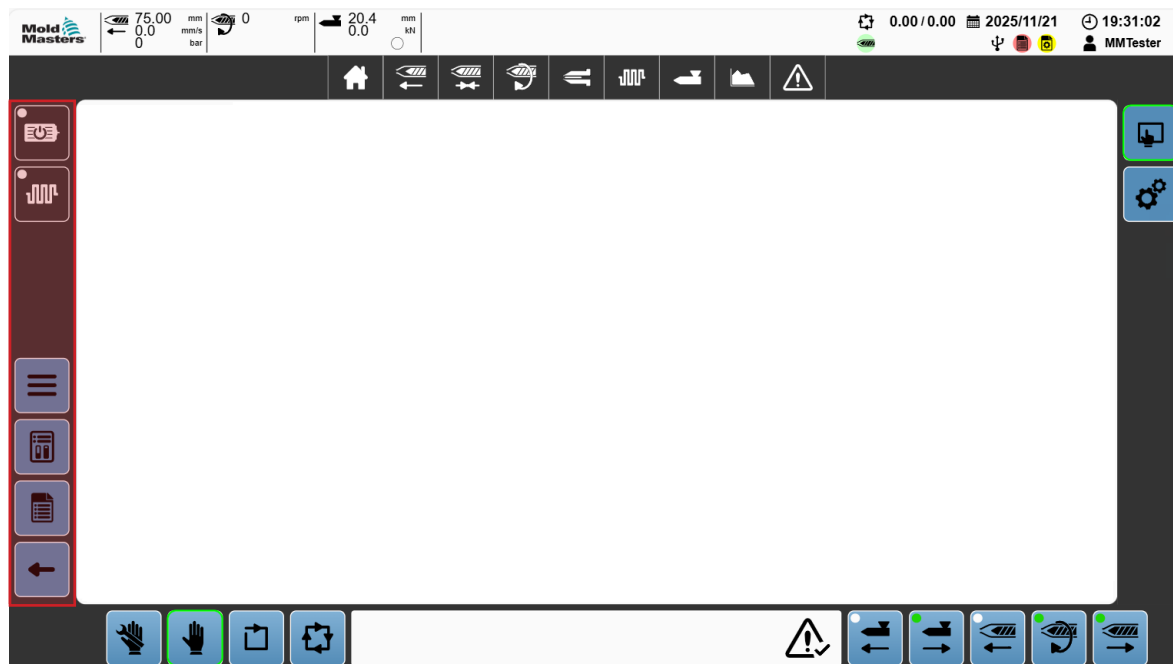 Mold
Masters
75.00 mm
0.0 mm/s
0 bar
0 rpm
20.4 mm
0.0 kN
0.00 / 0.00
2025/11/21
19:31:02
MMTester